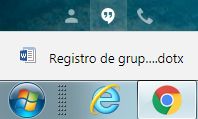 Registro de grup....dotx